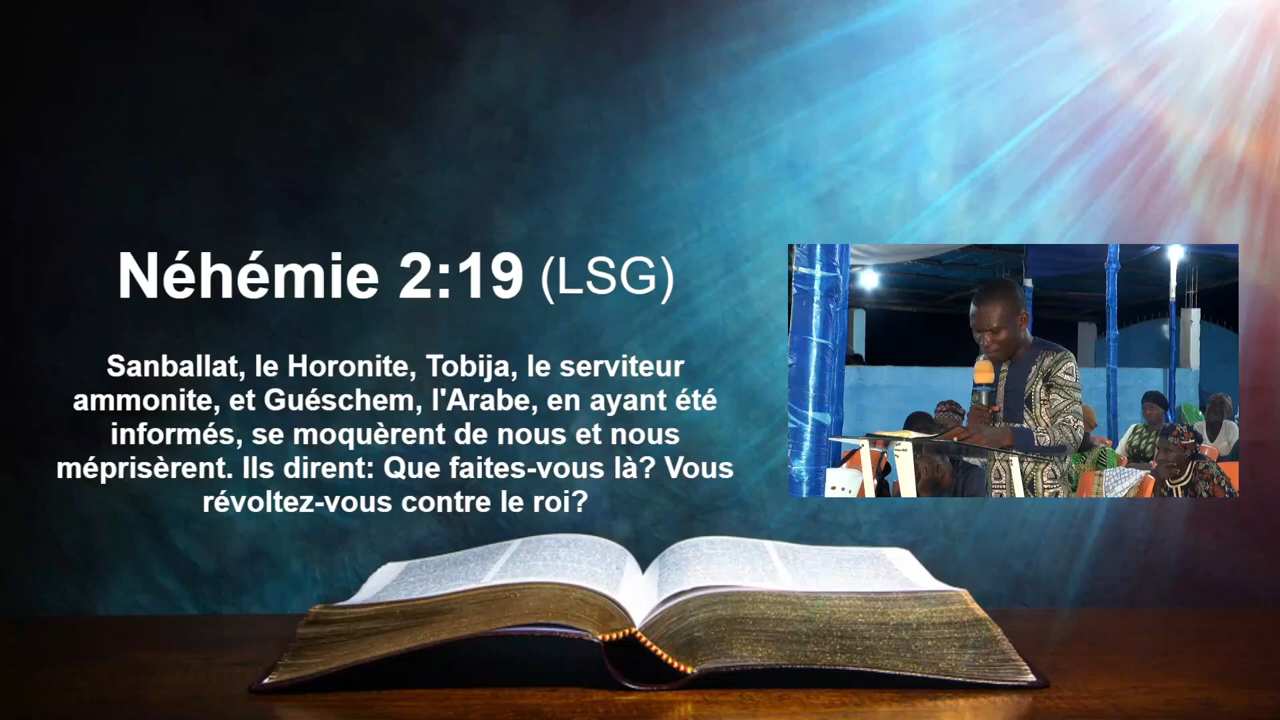 Néhémie 2:19 (LSG)
Sanballat, le Horonite, Tobija, le serviteur
ammonite, et Guéschem, l'Arabe, en ayant été
informés, se moquèrent de nous et nous
méprisèrent. Ils dirent: Que faites-vous là? Vous
révoltez-vous contre le roi?